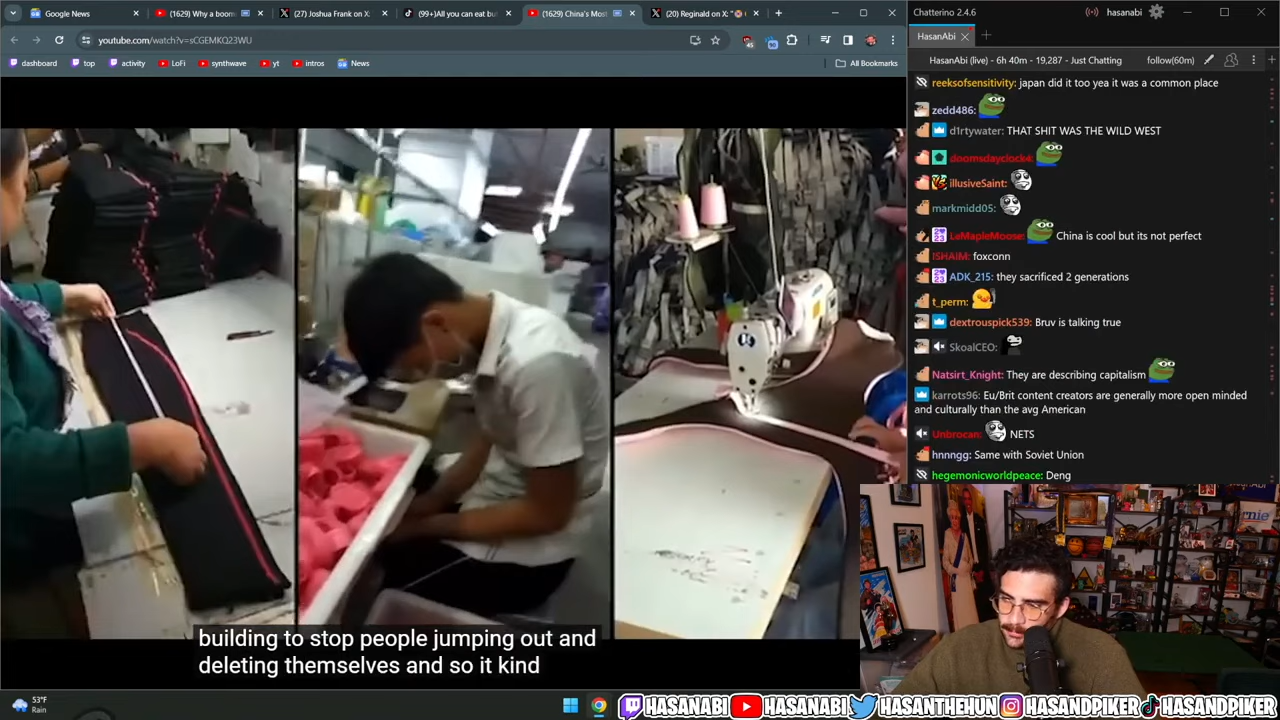 Google News
(1629) Why a boom
(27) Joshua Frank on X:
(99+)All you can eat bu
(1629) China's Most
(20) Reginald on X: "
youtube.com/watch?v=sCGEMKQ23WU
dashboard
top
activity
LoFi
synthwave
yt
intros
News
All Bookmarks
building to stop people jumping out and
deleting themselves and so it kind
Chatterino 2.4.6
hasanabi
HasanAbi
HasanAbi (live) - 6h 40m - 19,287 - Just Chatting
follow(60m)
reeksofsensitivity: japan did it too yea it was a common place
zedd486:
d1rtywater: THAT SHIT WAS THE WILD WEST
doomsdayclock4:
illusiveSaint:
markmidd05:
LeMapleMoose: China is cool but its not perfect
ISHAIM: foxconn
ADK_215: they sacrificed 2 generations
t_perm:
dextrouspick539: Bruv is talking true
SkoalCEO:
Natsirt_Knight: They are describing capitalism
karrots96: Eu/Brit content creators are generally more open minded
and culturally than the avg American
Unbrocan: NETS
hnnngg: Same with Soviet Union
hegemonicworldpeace: Deng
ernie
53°F
Rain
HASANABI
HASANABI
HASANTHEHUN
HASANDPIKER
HASANDPIKER